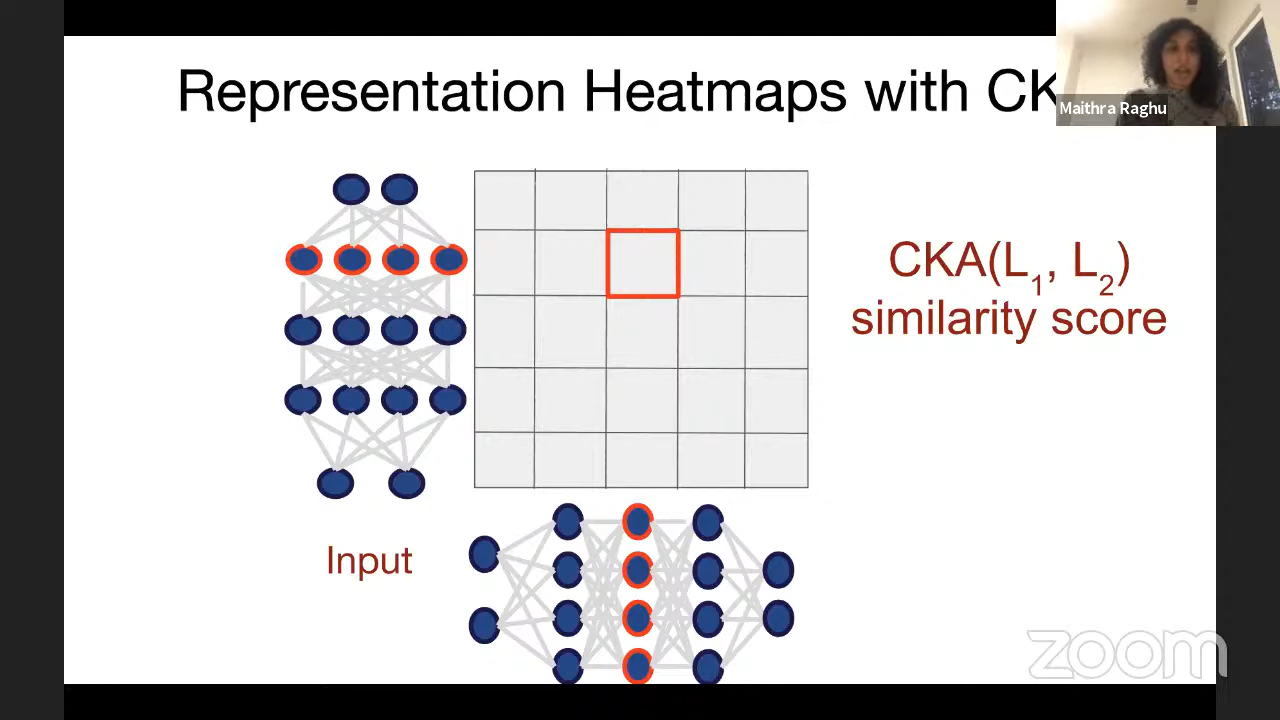 Representation Heatmaps with CK
Maithra Raghu
CKA(L1, L2)
similarity score
Input
zoom